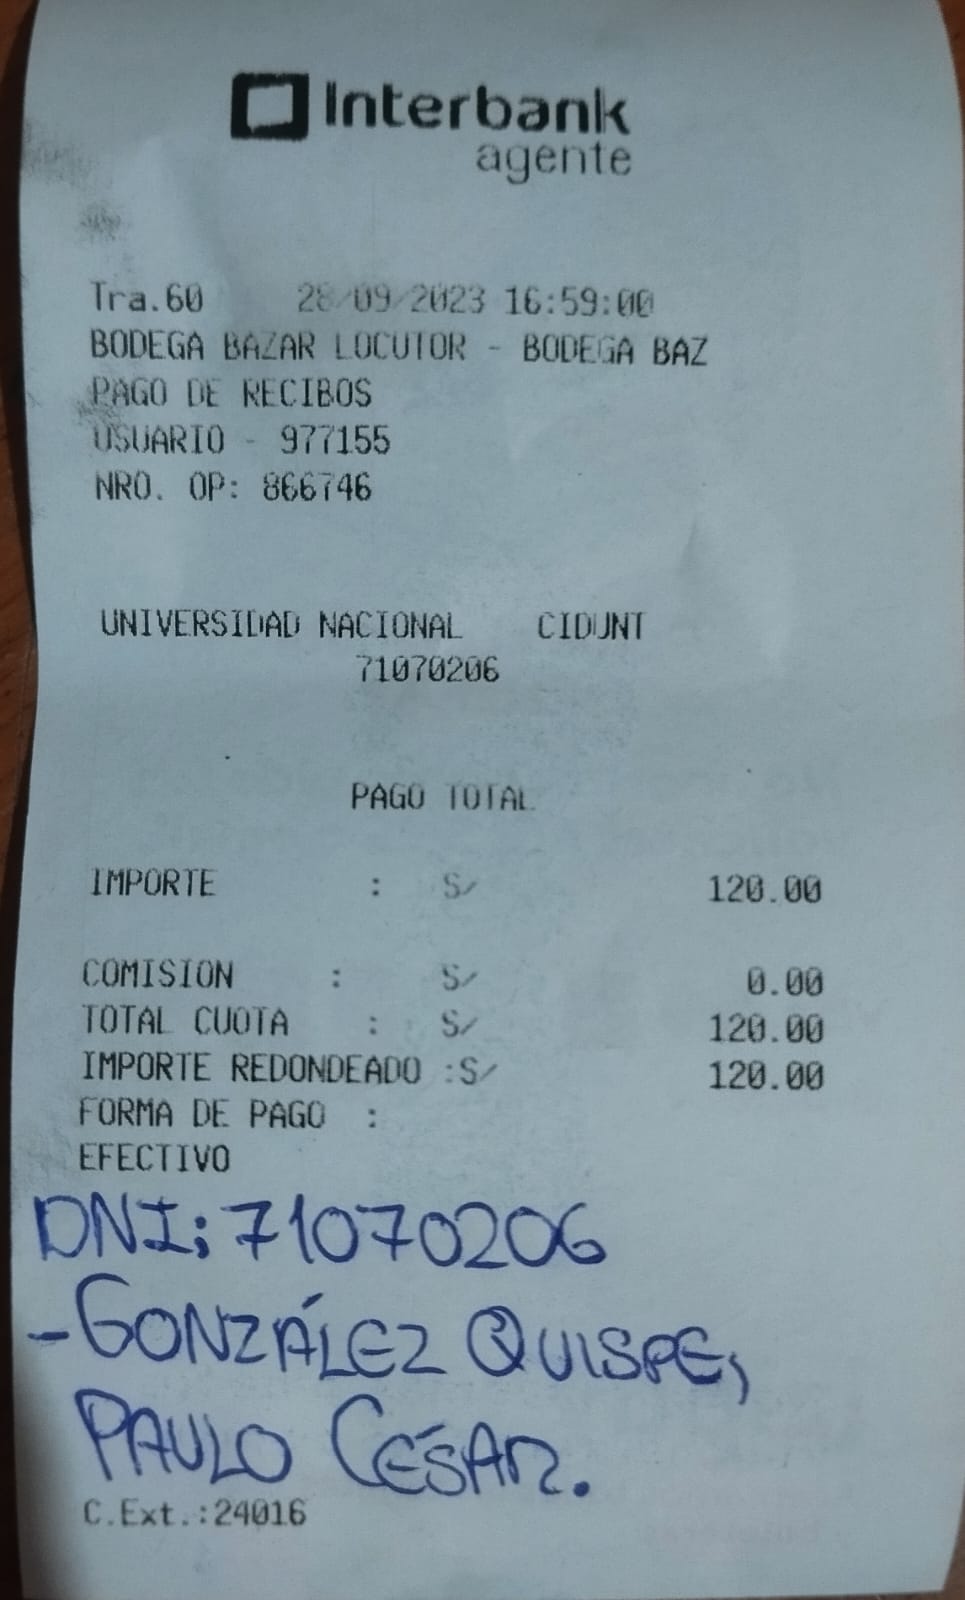 Interbank
agente
Tra.60 28/09/2023 16:59:00
BODEGA BAZAR LOCUTOR - BODEGA BAZ
PAGO DE RECIBOS
USUARIO - 977155
NRO. OP: 866746
UNIVERSIDAD NACIONAL CIDUNT
71070206
PAGO TOTAL
IMPORTE : S/ 120.00
COMISION : S/ 0.00
TOTAL CUOTA : S/ 120.00
IMPORTE REDONDEADO :S/ 120.00
FORMA DE PAGO :
EFECTIVO
DNI: 71070206
- GONZÁLEZ QUISPE,
PAULO CÉSAR.
C.Ext.:24016